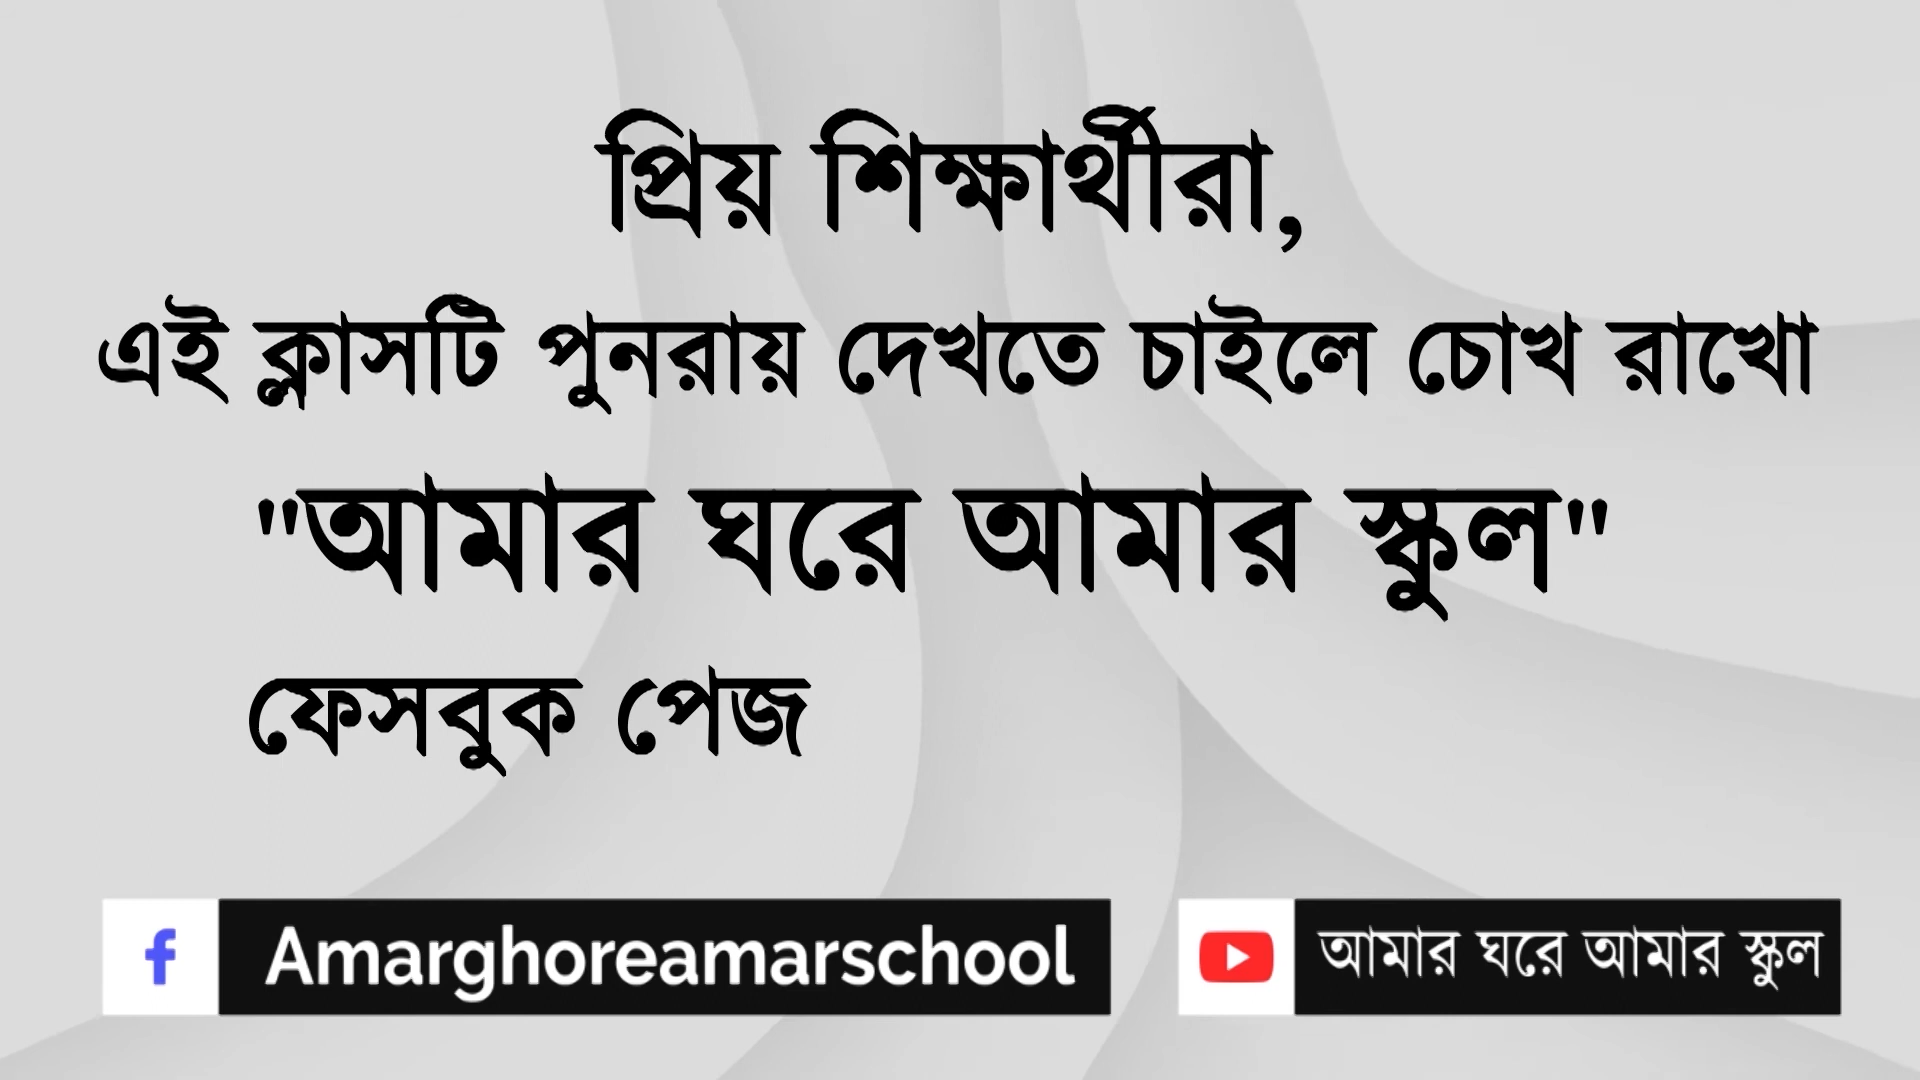 প্রিয় শিক্ষার্থীরা,
এই ক্লাসটি পুনরায় দেখতে চাইলে চোখ রাখো
"আমার ঘরে আমার স্কুল"
ফেসবুক পেজ
Amarghoreamarschool
আমার ঘরে আমার স্কুল